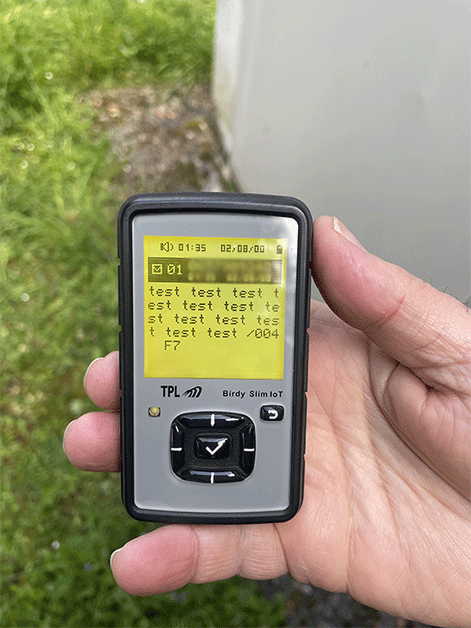 01:35 02/08/00
01
test test test t
est test test te
st test test tes
t test test /004
F7
TPL
Birdy Slim IoT